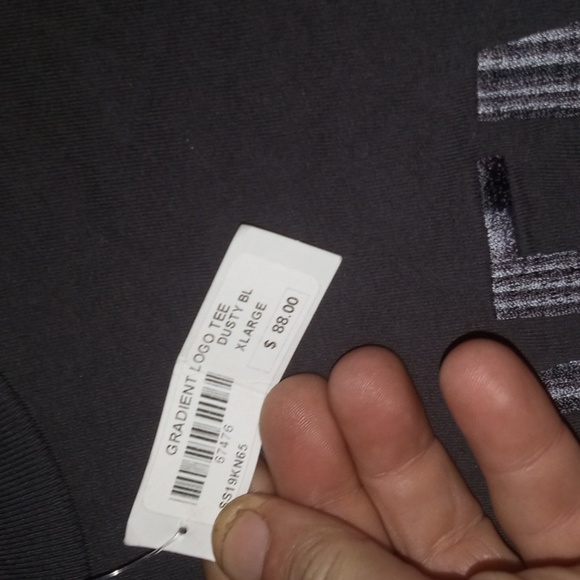 GRADIENT LOGO TEE
DUSTY BL
XLARGE
$ 88.00
67476
SS19KN65